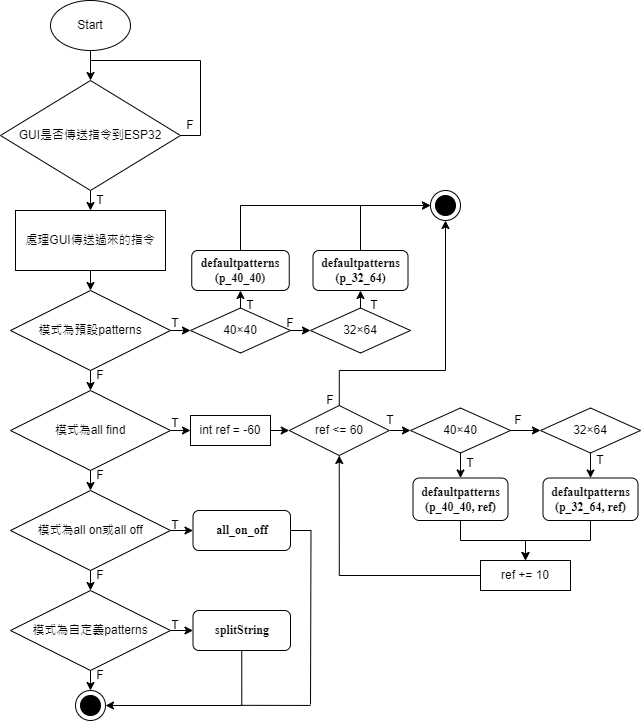 Start
GUI是否傳送指令到ESP32
F
T
處理GUI傳送過來的指令
defaultpatterns
(p_40_40)
defaultpatterns
(p_32_64)
T
T
模式為預設patterns
T
40×40
F
32×64
F
F
模式為all find
T
int ref = -60
ref <= 60
T
40×40
F
32×64
T
T
F
defaultpatterns
(p_40_40, ref)
defaultpatterns
(p_32_64, ref)
模式為all on或all off
T
all_on_off
F
ref += 10
模式為自定義patterns
T
splitString
F